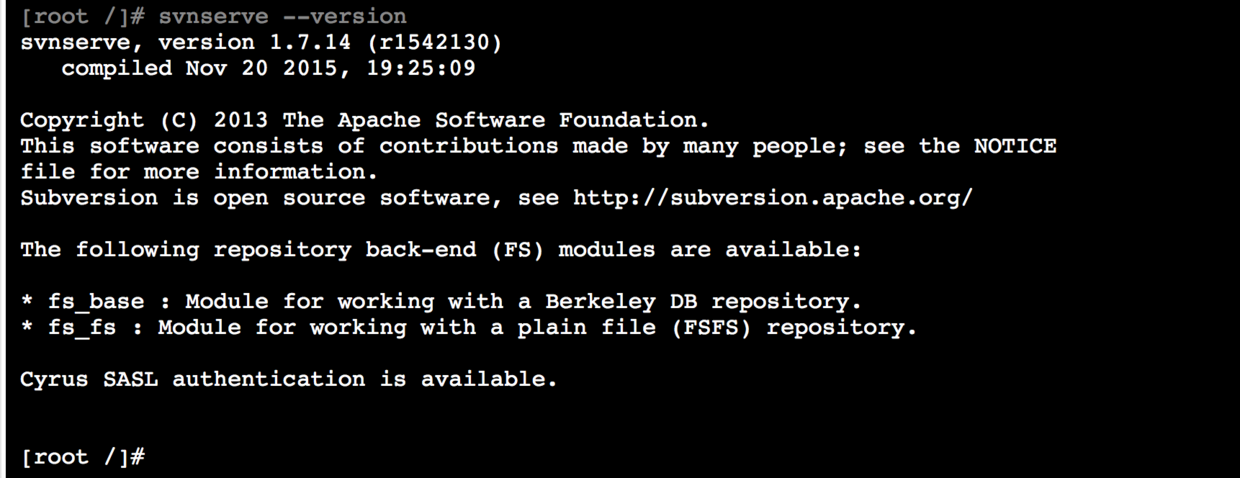 [root /]# svnserve --version
svnserve, version 1.7.14 (r1542130)
compiled Nov 20 2015, 19:25:09
Copyright (C) 2013 The Apache Software Foundation.
This software consists of contributions made by many people; see the NOTICE
file for more information.
Subversion is open source software, see http://subversion.apache.org/
The following repository back-end (FS) modules are available:
* fs_base : Module for working with a Berkeley DB repository.
* fs_fs : Module for working with a plain file (FSFS) repository.
Cyrus SASL authentication is available.
[root /]#